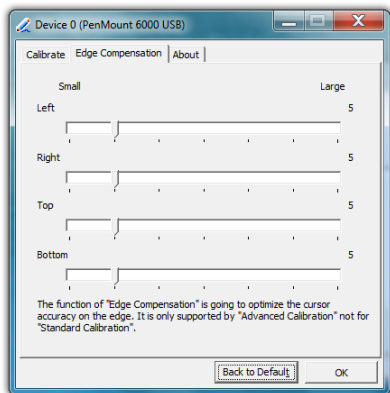 Device 0 (PenMount 6000 USB)
Calibrate Edge Compensation About
Small Large
Left 5
Right 5
Top 5
Bottom 5
The function of "Edge Compensation" is going to optimize the cursor
accuracy on the edge. It is only supported by "Advanced Calibration" not for
"Standard Calibration".
Back to Default OK